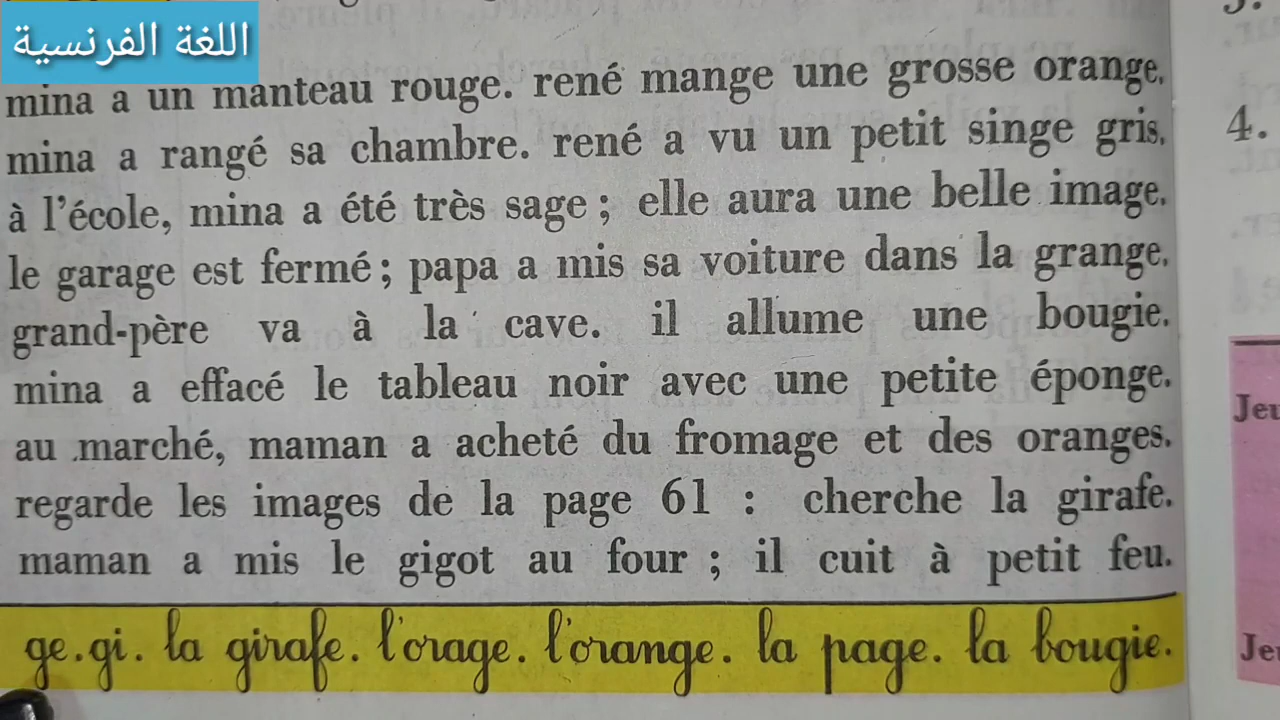 اللغة الفرنسية
mina a un manteau rouge. rené mange une grosse orange.
mina a rangé sa chambre. rené a vu un petit singe gris.
à l'école, mina a été très sage ; elle aura une belle image.
le garage est fermé ; papa a mis sa voiture dans la grange.
grand-père va à la cave. il allume une bougie.
mina a effacé le tableau noir avec une petite éponge.
au marché, maman a acheté du fromage et des oranges.
regarde les images de la page 61 : cherche la girafe.
maman a mis le gigot au four ; il cuit à petit feu.
ge. gi. la girafe. l'orage. l'orange. la page. la bougie.
4.